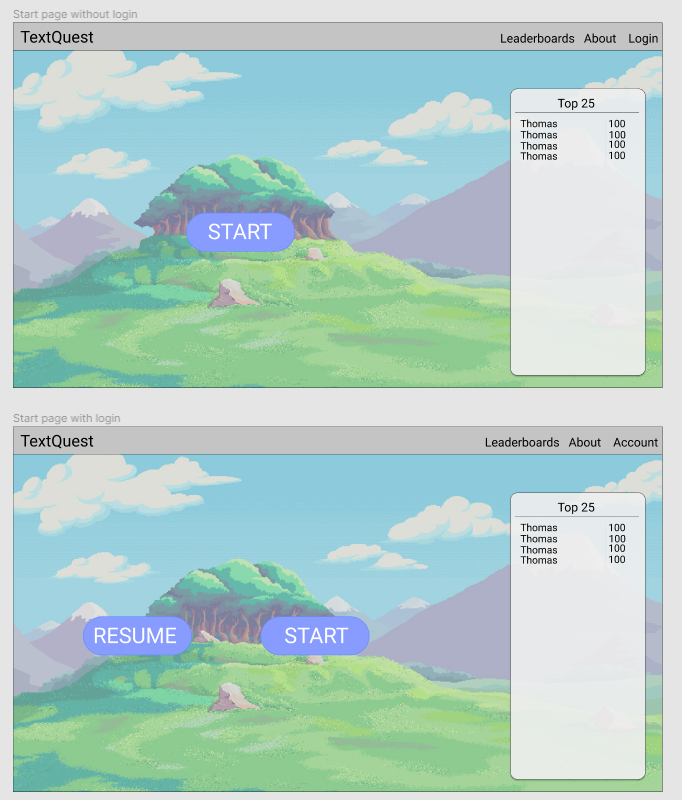 Start page without login
TextQuest
Leaderboards About Login
Top 25
Thomas 100
Thomas 100
Thomas 100
Thomas 100
START
Start page with login
TextQuest
Leaderboards About Account
Top 25
Thomas 100
Thomas 100
Thomas 100
Thomas 100
RESUME START